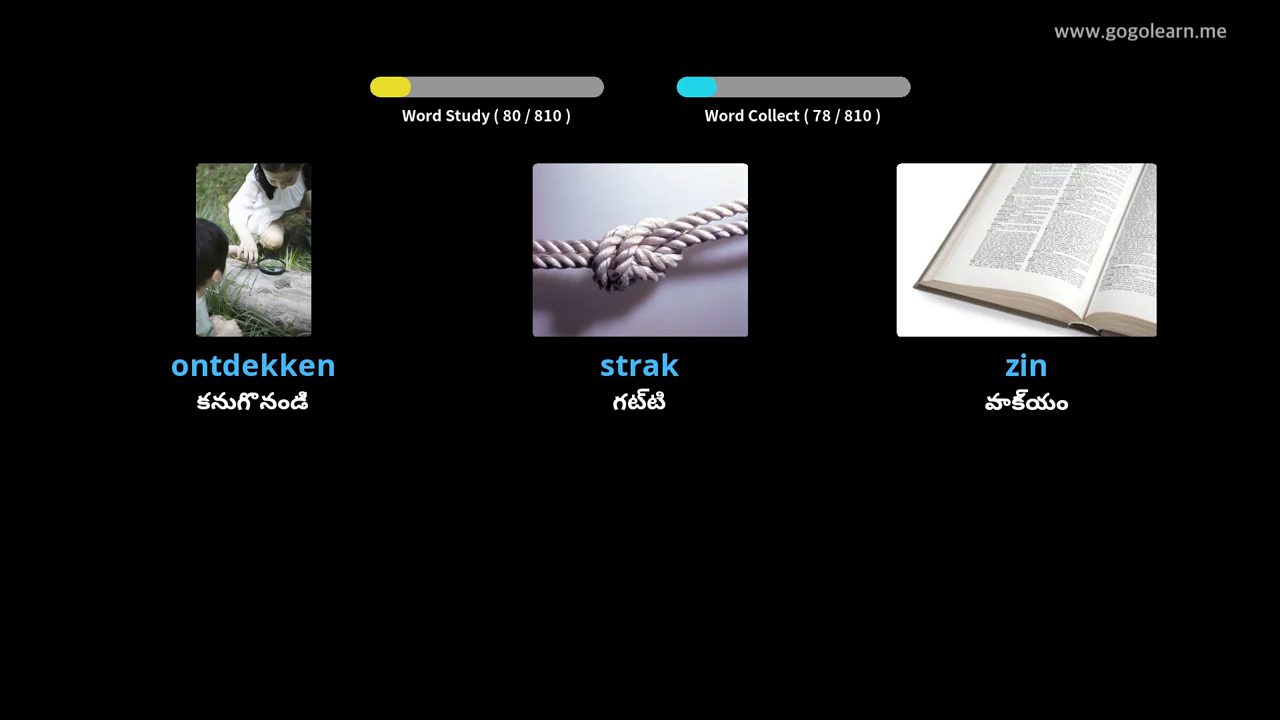 www.gogolearn.me
Word Study ( 80 / 810 )
Word Collect ( 78 / 810 )
ontdekken
strak
zin
కనుగొనండి
గట్టి
వాక్యం